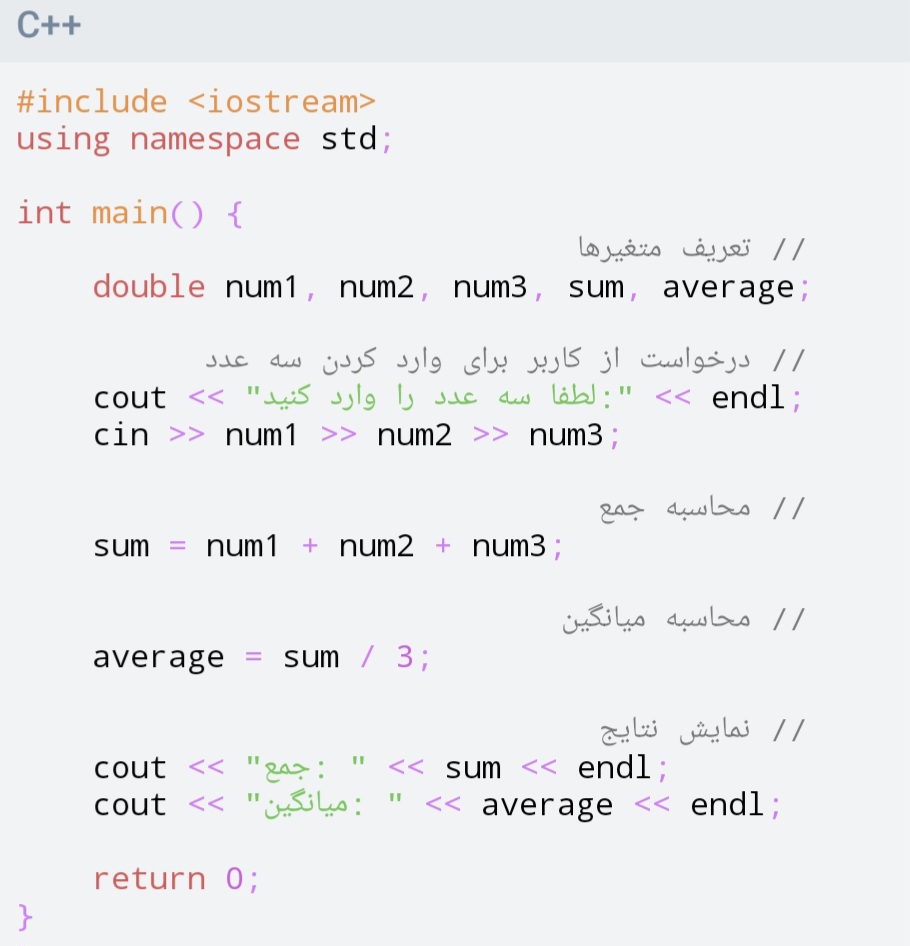 C++
#include <iostream>
using namespace std;
int main() {
// تعریف متغیرها
double num1, num2, num3, sum, average;
// درخواست از کاربر برای وارد کردن سه عدد
cout << "لطفا سه عدد را وارد کنید:" << endl;
cin >> num1 >> num2 >> num3;
// محاسبه جمع
sum = num1 + num2 + num3;
// محاسبه میانگین
average = sum / 3;
// نمایش نتایج
cout << "جمع: " << sum << endl;
cout << "میانگین: " << average << endl;
return 0;
}